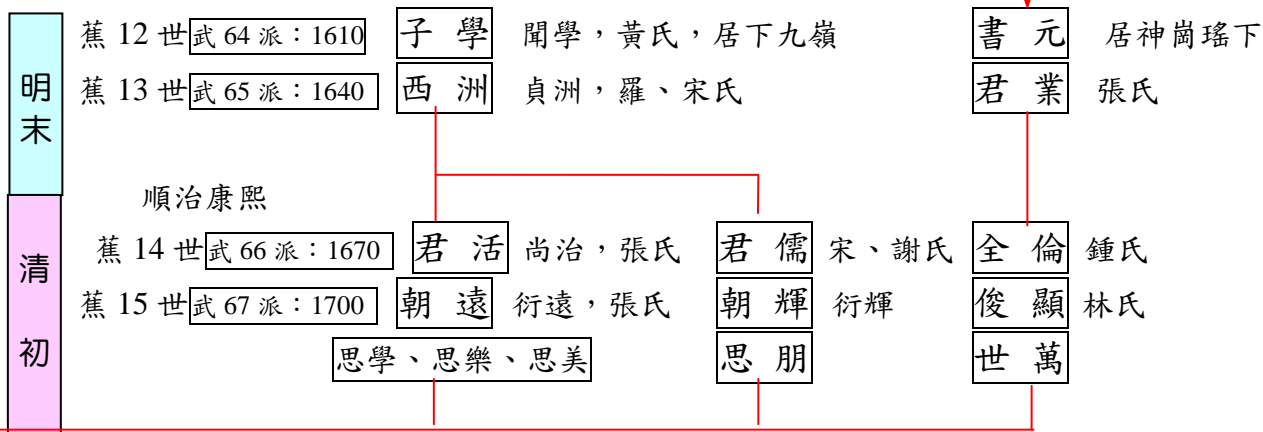 明末
蕉 12 世 武 64 派：1610 子 學 聞學，黃氏，居下九嶺 書 元 居神崗瑤下
蕉 13 世 武 65 派：1640 西 洲 貞洲，羅、宋氏 君 業 張氏
清初
順治康熙
蕉 14 世 武 66 派：1670 君 活 尚治，張氏 君 儒 宋、謝氏 全 倫 鍾氏
蕉 15 世 武 67 派：1700 朝 遠 衍遠，張氏 朝 輝 衍輝 俊 顯 林氏
思學、思樂、思美 思 朋 世 萬